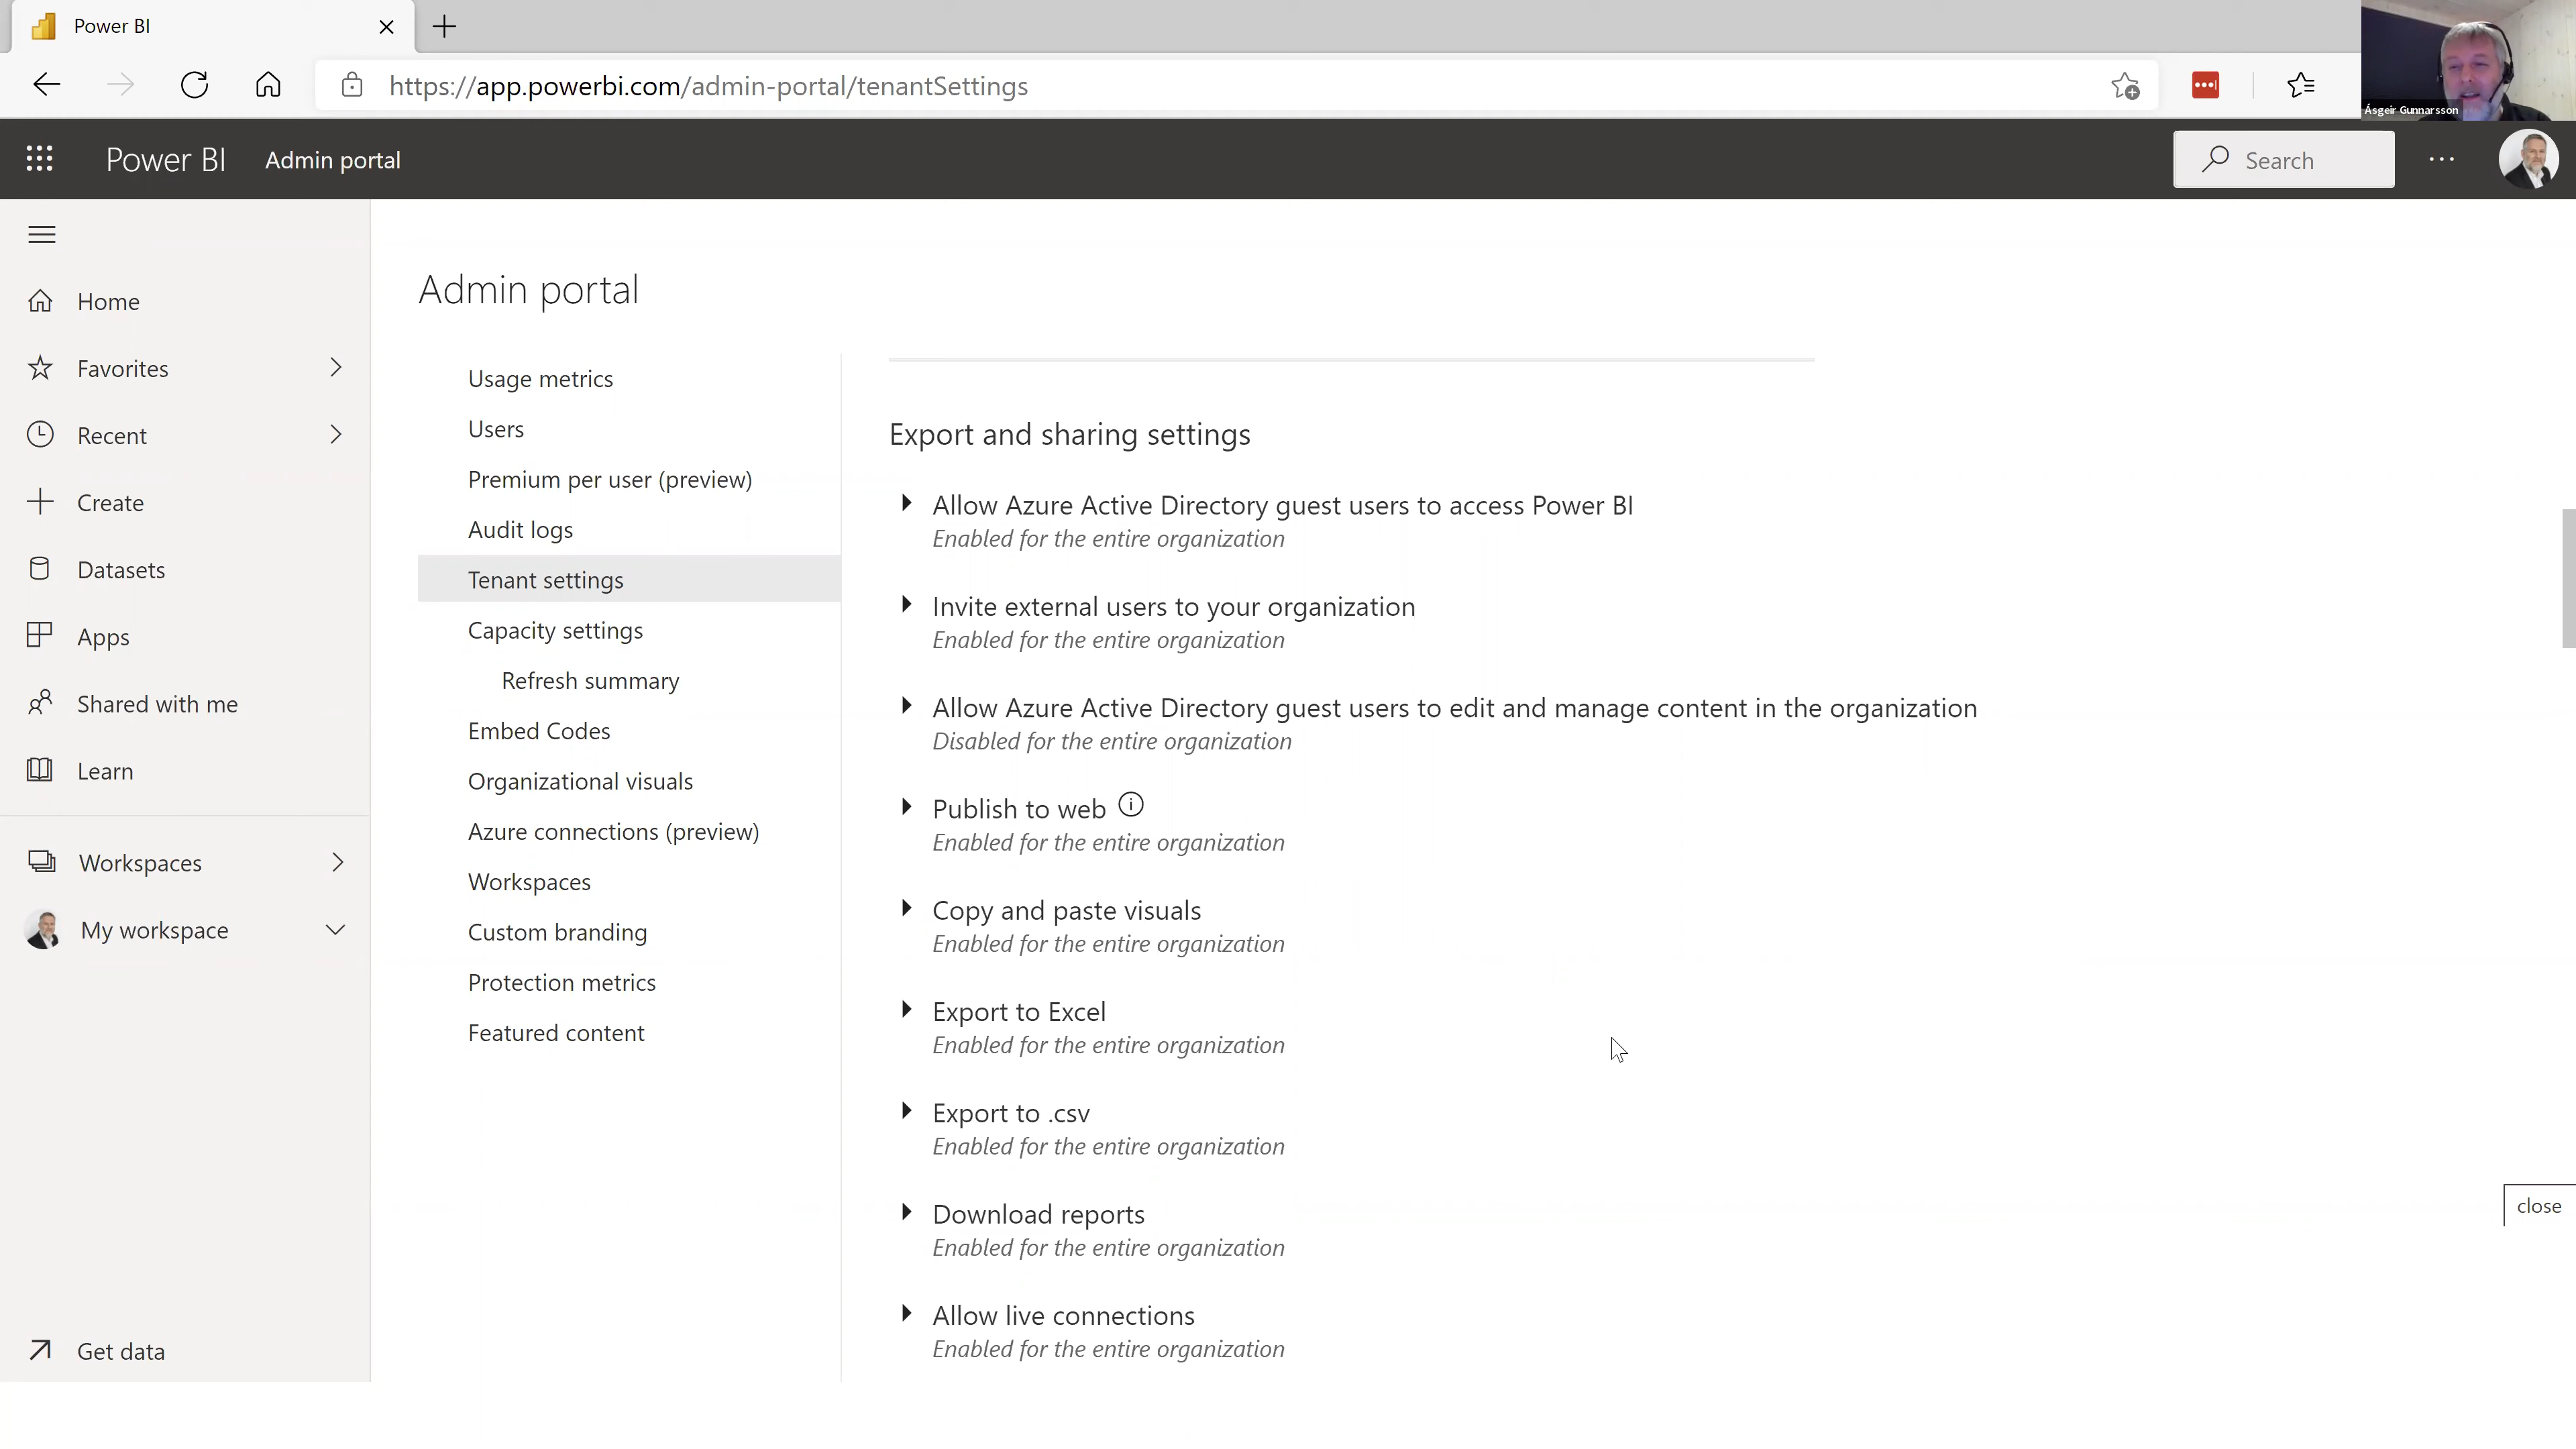 Power BI
https://app.powerbi.com/admin-portal/tenantSettings
Ásgeir Gunnarsson
Power BI
Admin portal
Search
Home
Favorites
Recent
Create
Datasets
Apps
Shared with me
Learn
Workspaces
My workspace
Get data
Admin portal
Usage metrics
Users
Premium per user (preview)
Audit logs
Tenant settings
Capacity settings
Refresh summary
Embed Codes
Organizational visuals
Azure connections (preview)
Workspaces
Custom branding
Protection metrics
Featured content
Export and sharing settings
Allow Azure Active Directory guest users to access Power BI
Enabled for the entire organization
Invite external users to your organization
Enabled for the entire organization
Allow Azure Active Directory guest users to edit and manage content in the organization
Disabled for the entire organization
Publish to web
Enabled for the entire organization
Copy and paste visuals
Enabled for the entire organization
Export to Excel
Enabled for the entire organization
Export to .csv
Enabled for the entire organization
Download reports
Enabled for the entire organization
Allow live connections
Enabled for the entire organization
close